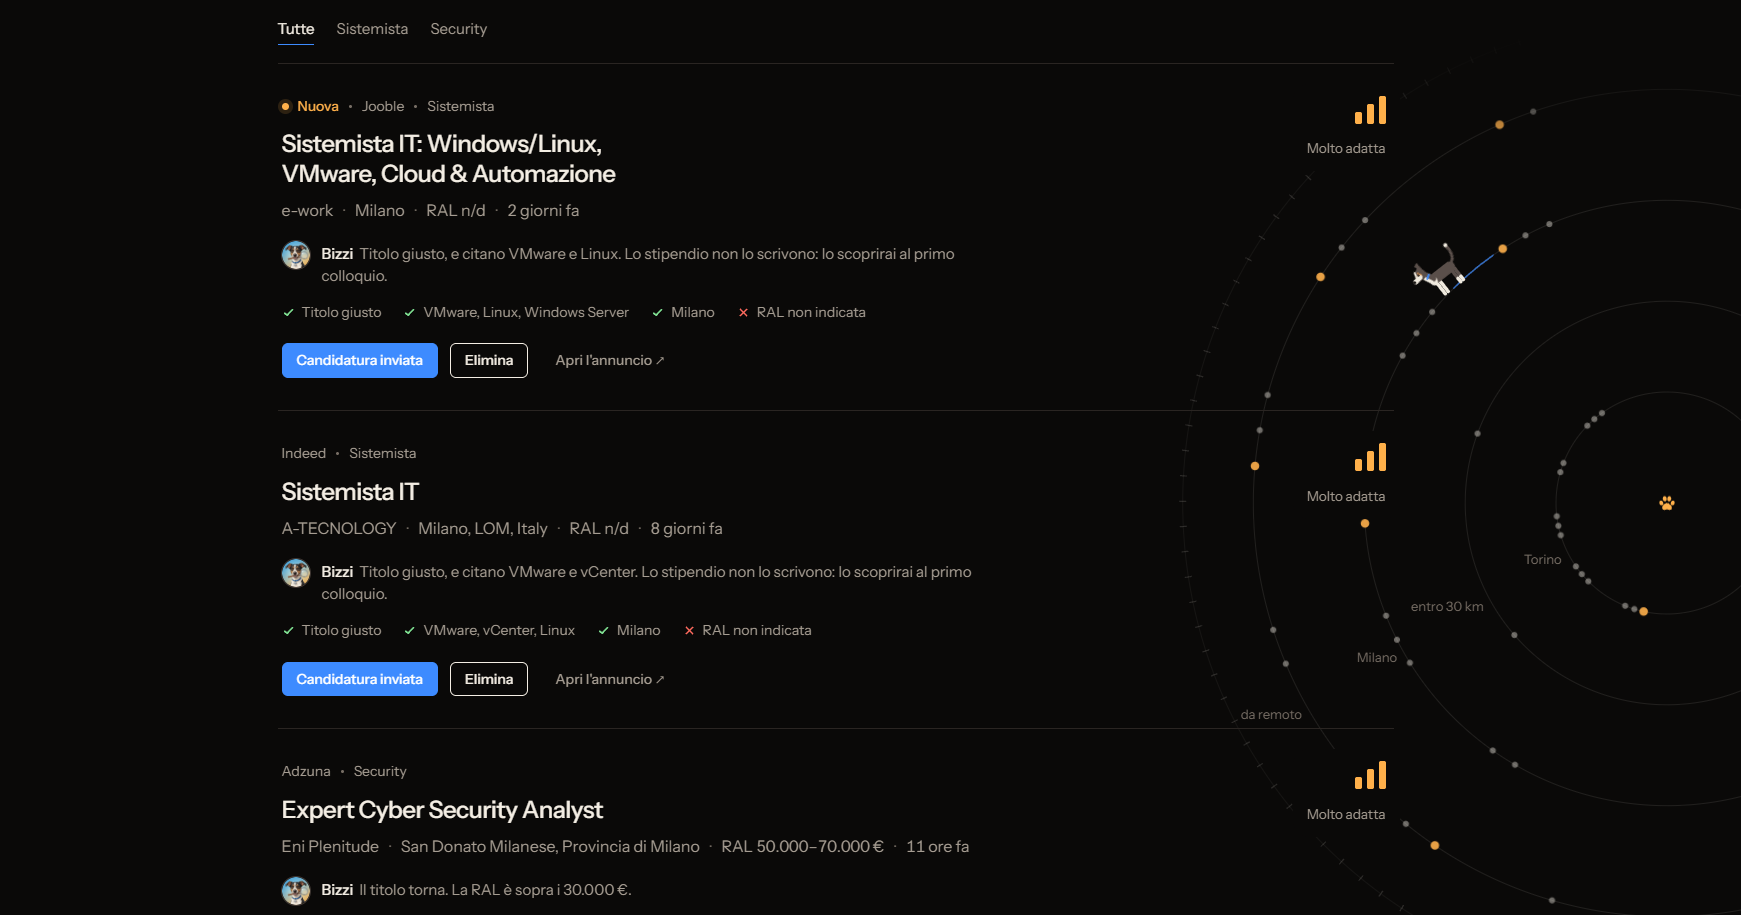 Tutte Sistemista Security
Nuova • Jooble • Sistemista
Sistemista IT: Windows/Linux,
VMware, Cloud & Automazione
Molto adatta
e-work · Milano · RAL n/d · 2 giorni fa
Bizzi Titolo giusto, e citano VMware e Linux. Lo stipendio non lo scrivono: lo scoprirai al primo
colloquio.
Titolo giusto VMware, Linux, Windows Server Milano RAL non indicata
Candidatura inviata Elimina Apri l'annuncio ↗
Indeed • Sistemista
Sistemista IT
Molto adatta
A-TECNOLOGY · Milano, LOM, Italy · RAL n/d · 8 giorni fa
Bizzi Titolo giusto, e citano VMware e vCenter. Lo stipendio non lo scrivono: lo scoprirai al primo
colloquio.
Titolo giusto VMware, vCenter, Linux Milano RAL non indicata
Candidatura inviata Elimina Apri l'annuncio ↗
Torino
entro 30 km
Milano
da remoto
Adzuna • Security
Expert Cyber Security Analyst
Molto adatta
Eni Plenitude · San Donato Milanese, Provincia di Milano · RAL 50.000–70.000 € · 11 ore fa
Bizzi Il titolo torna. La RAL è sopra i 30.000 €.